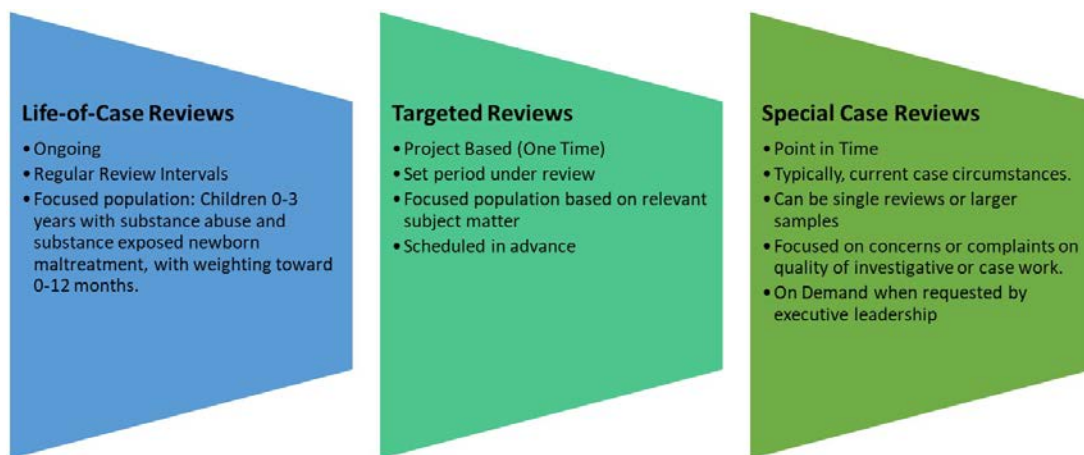 Life-of-Case Reviews
•Ongoing
•Regular Review Intervals
•Focused population: Children 0-3
years with substance abuse and
substance exposed newborn
maltreatment, with weighting toward
0-12 months.
Targeted Reviews
•Project Based (One Time)
•Set period under review
•Focused population based on relevant
subject matter
•Scheduled in advance
Special Case Reviews
•Point in Time
•Typically, current case circumstances.
•Can be single reviews or larger
samples
•Focused on concerns or complaints on
quality of investigative or case work.
•On Demand when requested by
executive leadership